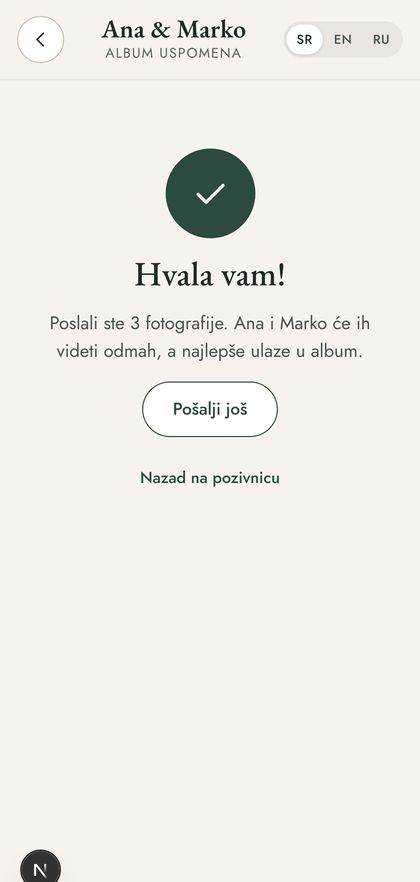 Ana & Marko
ALBUM USPOMENA
SR EN RU
Hvala vam!
Poslali ste 3 fotografije. Ana i Marko će ih
videti odmah, a najlepše ulaze u album.
Pošalji još
Nazad na pozivnicu
N